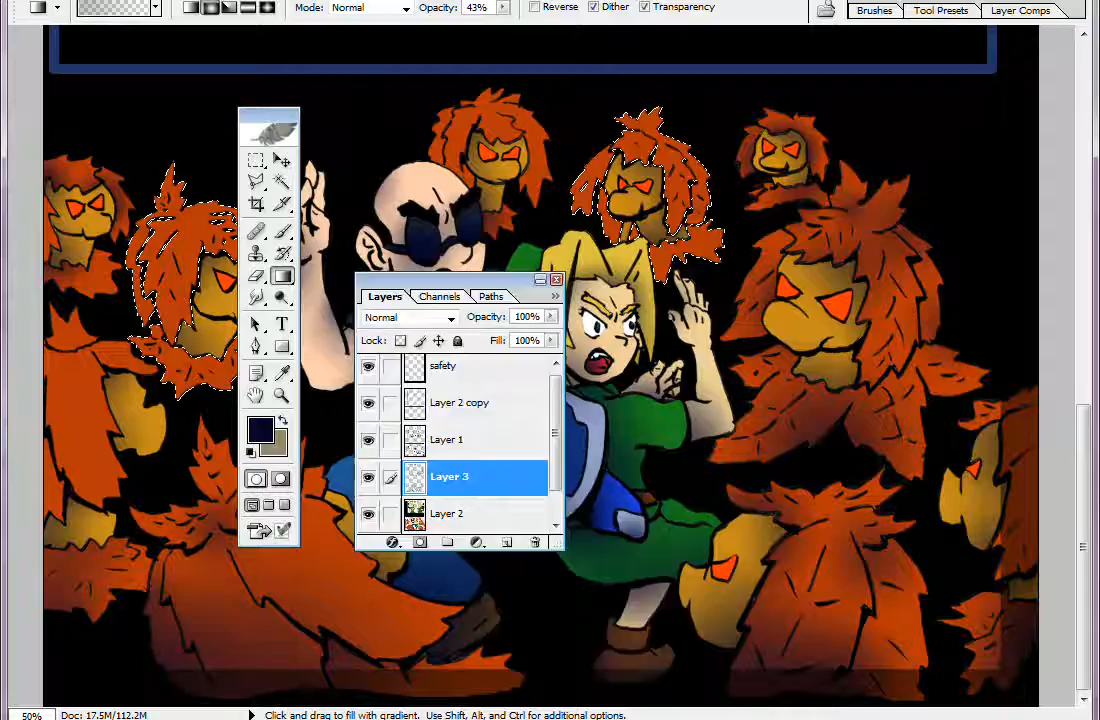 Mode: Normal Opacity: 43% Reverse Dither Transparency Brushes Tool Presets Layer Comps
Layers Channels Paths
Normal Opacity: 100%
Lock: Fill: 100%
safety
Layer 2 copy
Layer 1
Layer 3
Layer 2
T
50% Doc: 17.5M/112.2M Click and drag to fill with gradient. Use Shift, Alt, and Ctrl for additional options.